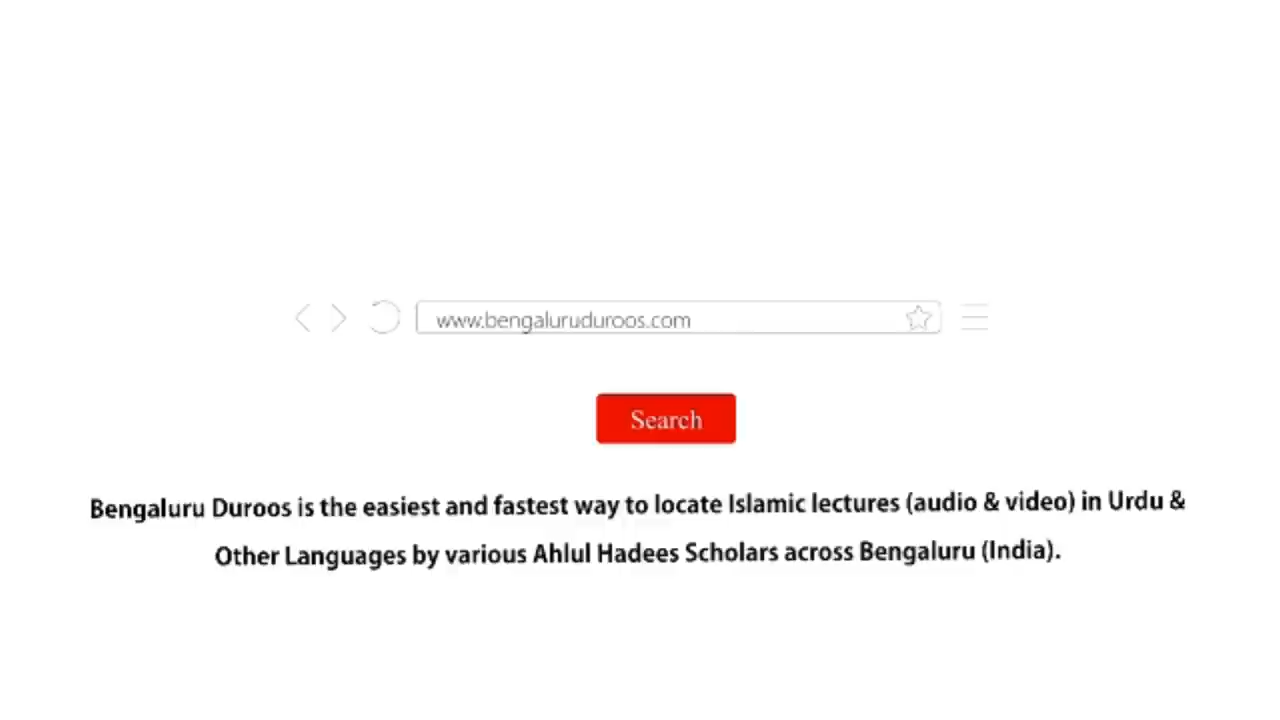 www.bengaluruduroos.com
Search
Bengaluru Duroos is the easiest and fastest way to locate Islamic lectures (audio & video) in Urdu &
Other Languages by various Ahlul Hadees Scholars across Bengaluru (India).